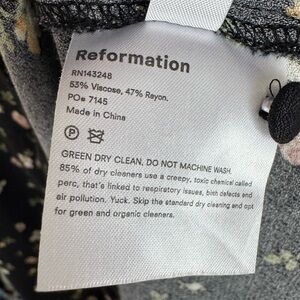 Reformation
RN143248
53% Viscose, 47% Rayon.
POe 7145
Made in China
P
GREEN DRY CLEAN, DO NOT MACHINE WASH.
85% of dry cleaners use a creepy, toxic chemical called
perc, that's linked to respiratory issues, birth defects and
air pollution. Yuck. Skip the standard dry cleaning and opt
for green and organic cleaners.